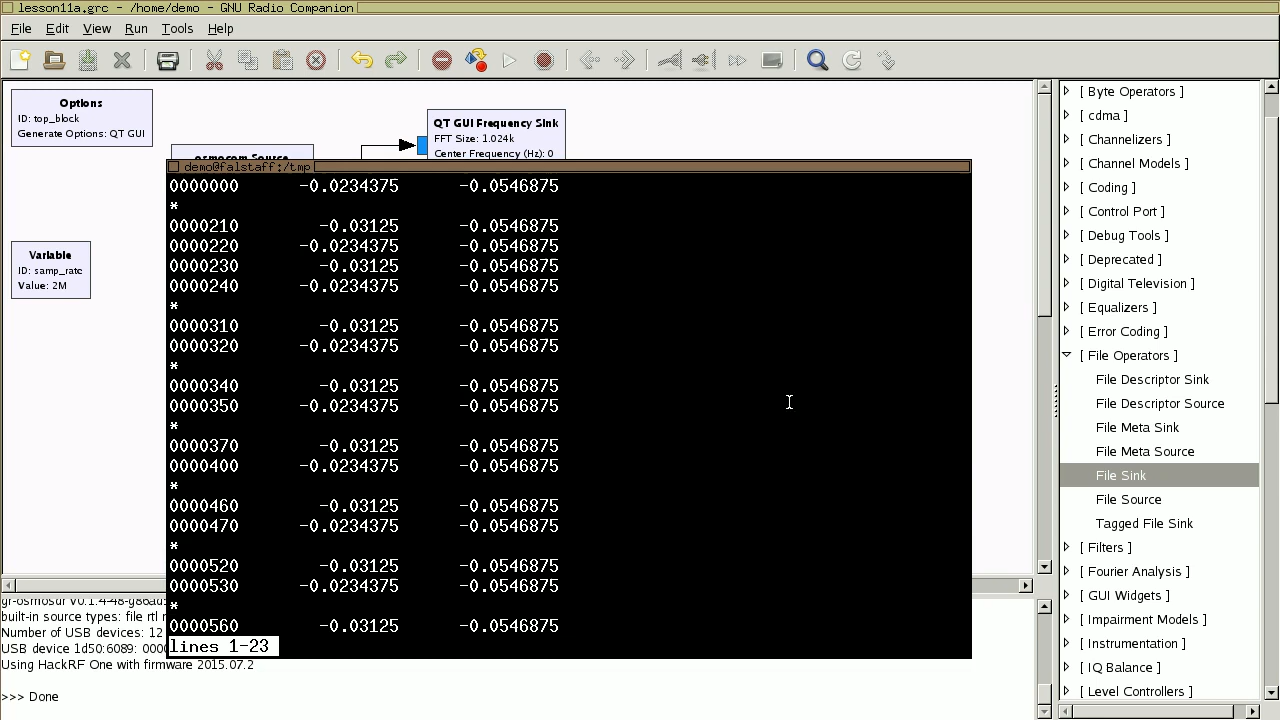 lesson11a.grc - /home/demo - GNU Radio Companion
File Edit View Run Tools Help
Options
ID: top_block
Generate Options: QT GUI
osmocom Source
QT GUI Frequency Sink
FFT Size: 1.024k
Center Frequency (Hz): 0
Variable
ID: samp_rate
Value: 2M
demo@falstaff:/tmp
0000000 -0.0234375 -0.0546875
*
0000210 -0.03125 -0.0546875
0000220 -0.0234375 -0.0546875
0000230 -0.03125 -0.0546875
0000240 -0.0234375 -0.0546875
*
0000310 -0.03125 -0.0546875
0000320 -0.0234375 -0.0546875
*
0000340 -0.03125 -0.0546875
0000350 -0.0234375 -0.0546875
*
0000370 -0.03125 -0.0546875
0000400 -0.0234375 -0.0546875
*
0000460 -0.03125 -0.0546875
0000470 -0.0234375 -0.0546875
*
0000520 -0.03125 -0.0546875
0000530 -0.0234375 -0.0546875
*
0000560 -0.03125 -0.0546875
lines 1-23
built-in source types: file rtl
Number of USB devices: 12
USB device 1d50:6089:
Using HackRF One with firmware 2015.07.2
>>> Done
[ Byte Operators ]
[ cdma ]
[ Channelizers ]
[ Channel Models ]
[ Coding ]
[ Control Port ]
[ Debug Tools ]
[ Deprecated ]
[ Digital Television ]
[ Equalizers ]
[ Error Coding ]
[ File Operators ]
File Descriptor Sink
File Descriptor Source
File Meta Sink
File Meta Source
File Sink
File Source
Tagged File Sink
[ Filters ]
[ Fourier Analysis ]
[ GUI Widgets ]
[ Impairment Models ]
[ Instrumentation ]
[ IQ Balance ]
[ Level Controllers ]